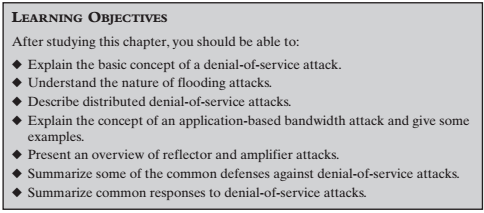 LEARNING OBJECTIVES
After studying this chapter, you should be able to:
◆ Explain the basic concept of a denial-of-service attack.
◆ Understand the nature of flooding attacks.
◆ Describe distributed denial-of-service attacks.
◆ Explain the concept of an application-based bandwidth attack and give some
examples.
◆ Present an overview of reflector and amplifier attacks.
◆ Summarize some of the common defenses against denial-of-service attacks.
◆ Summarize common responses to denial-of-service attacks.